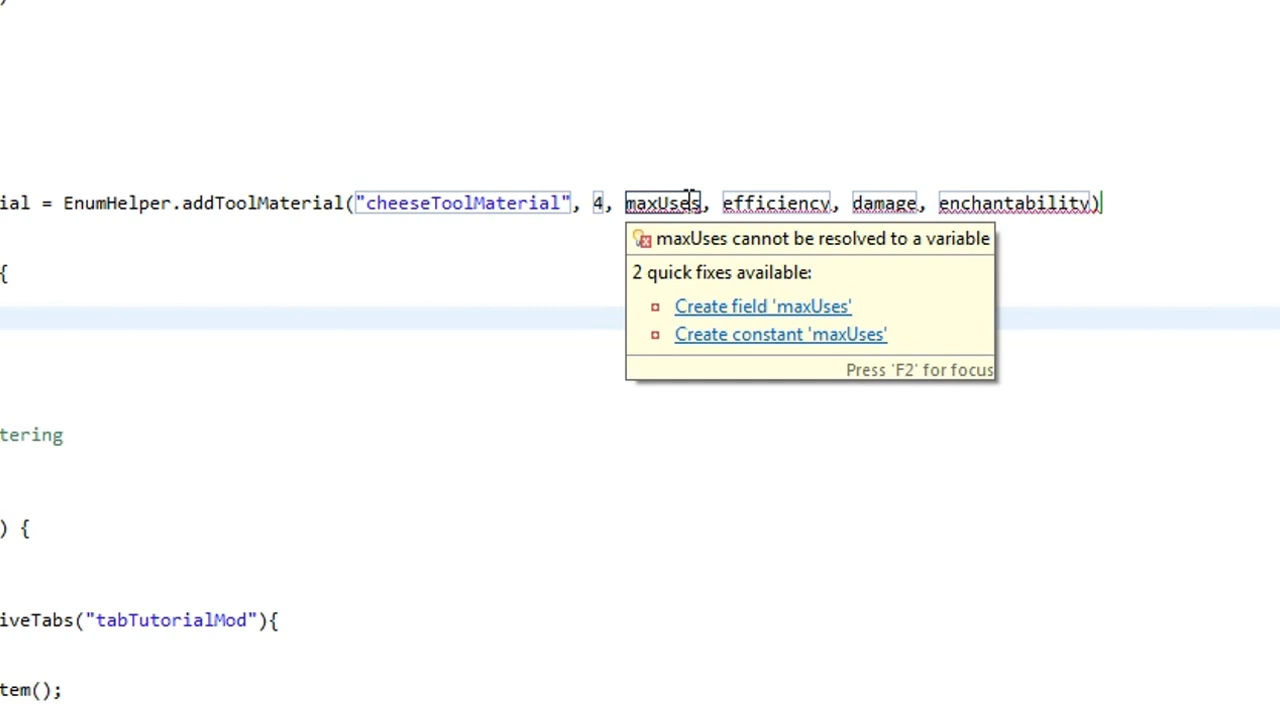 )
ial = EnumHelper.addToolMaterial("cheeseToolMaterial", 4, maxUses, efficiency, damage, enchantability)
maxUses cannot be resolved to a variable
{
2 quick fixes available:
Create field 'maxUses'
Create constant 'maxUses'
Press 'F2' for focus
tering
) {
iveTabs("tabTutorialMod"){
tem();